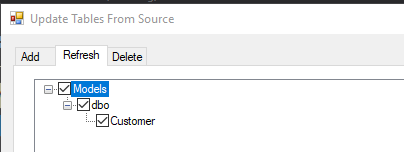 Update Tables From Source
Add Refresh Delete
Models
dbo
Customer